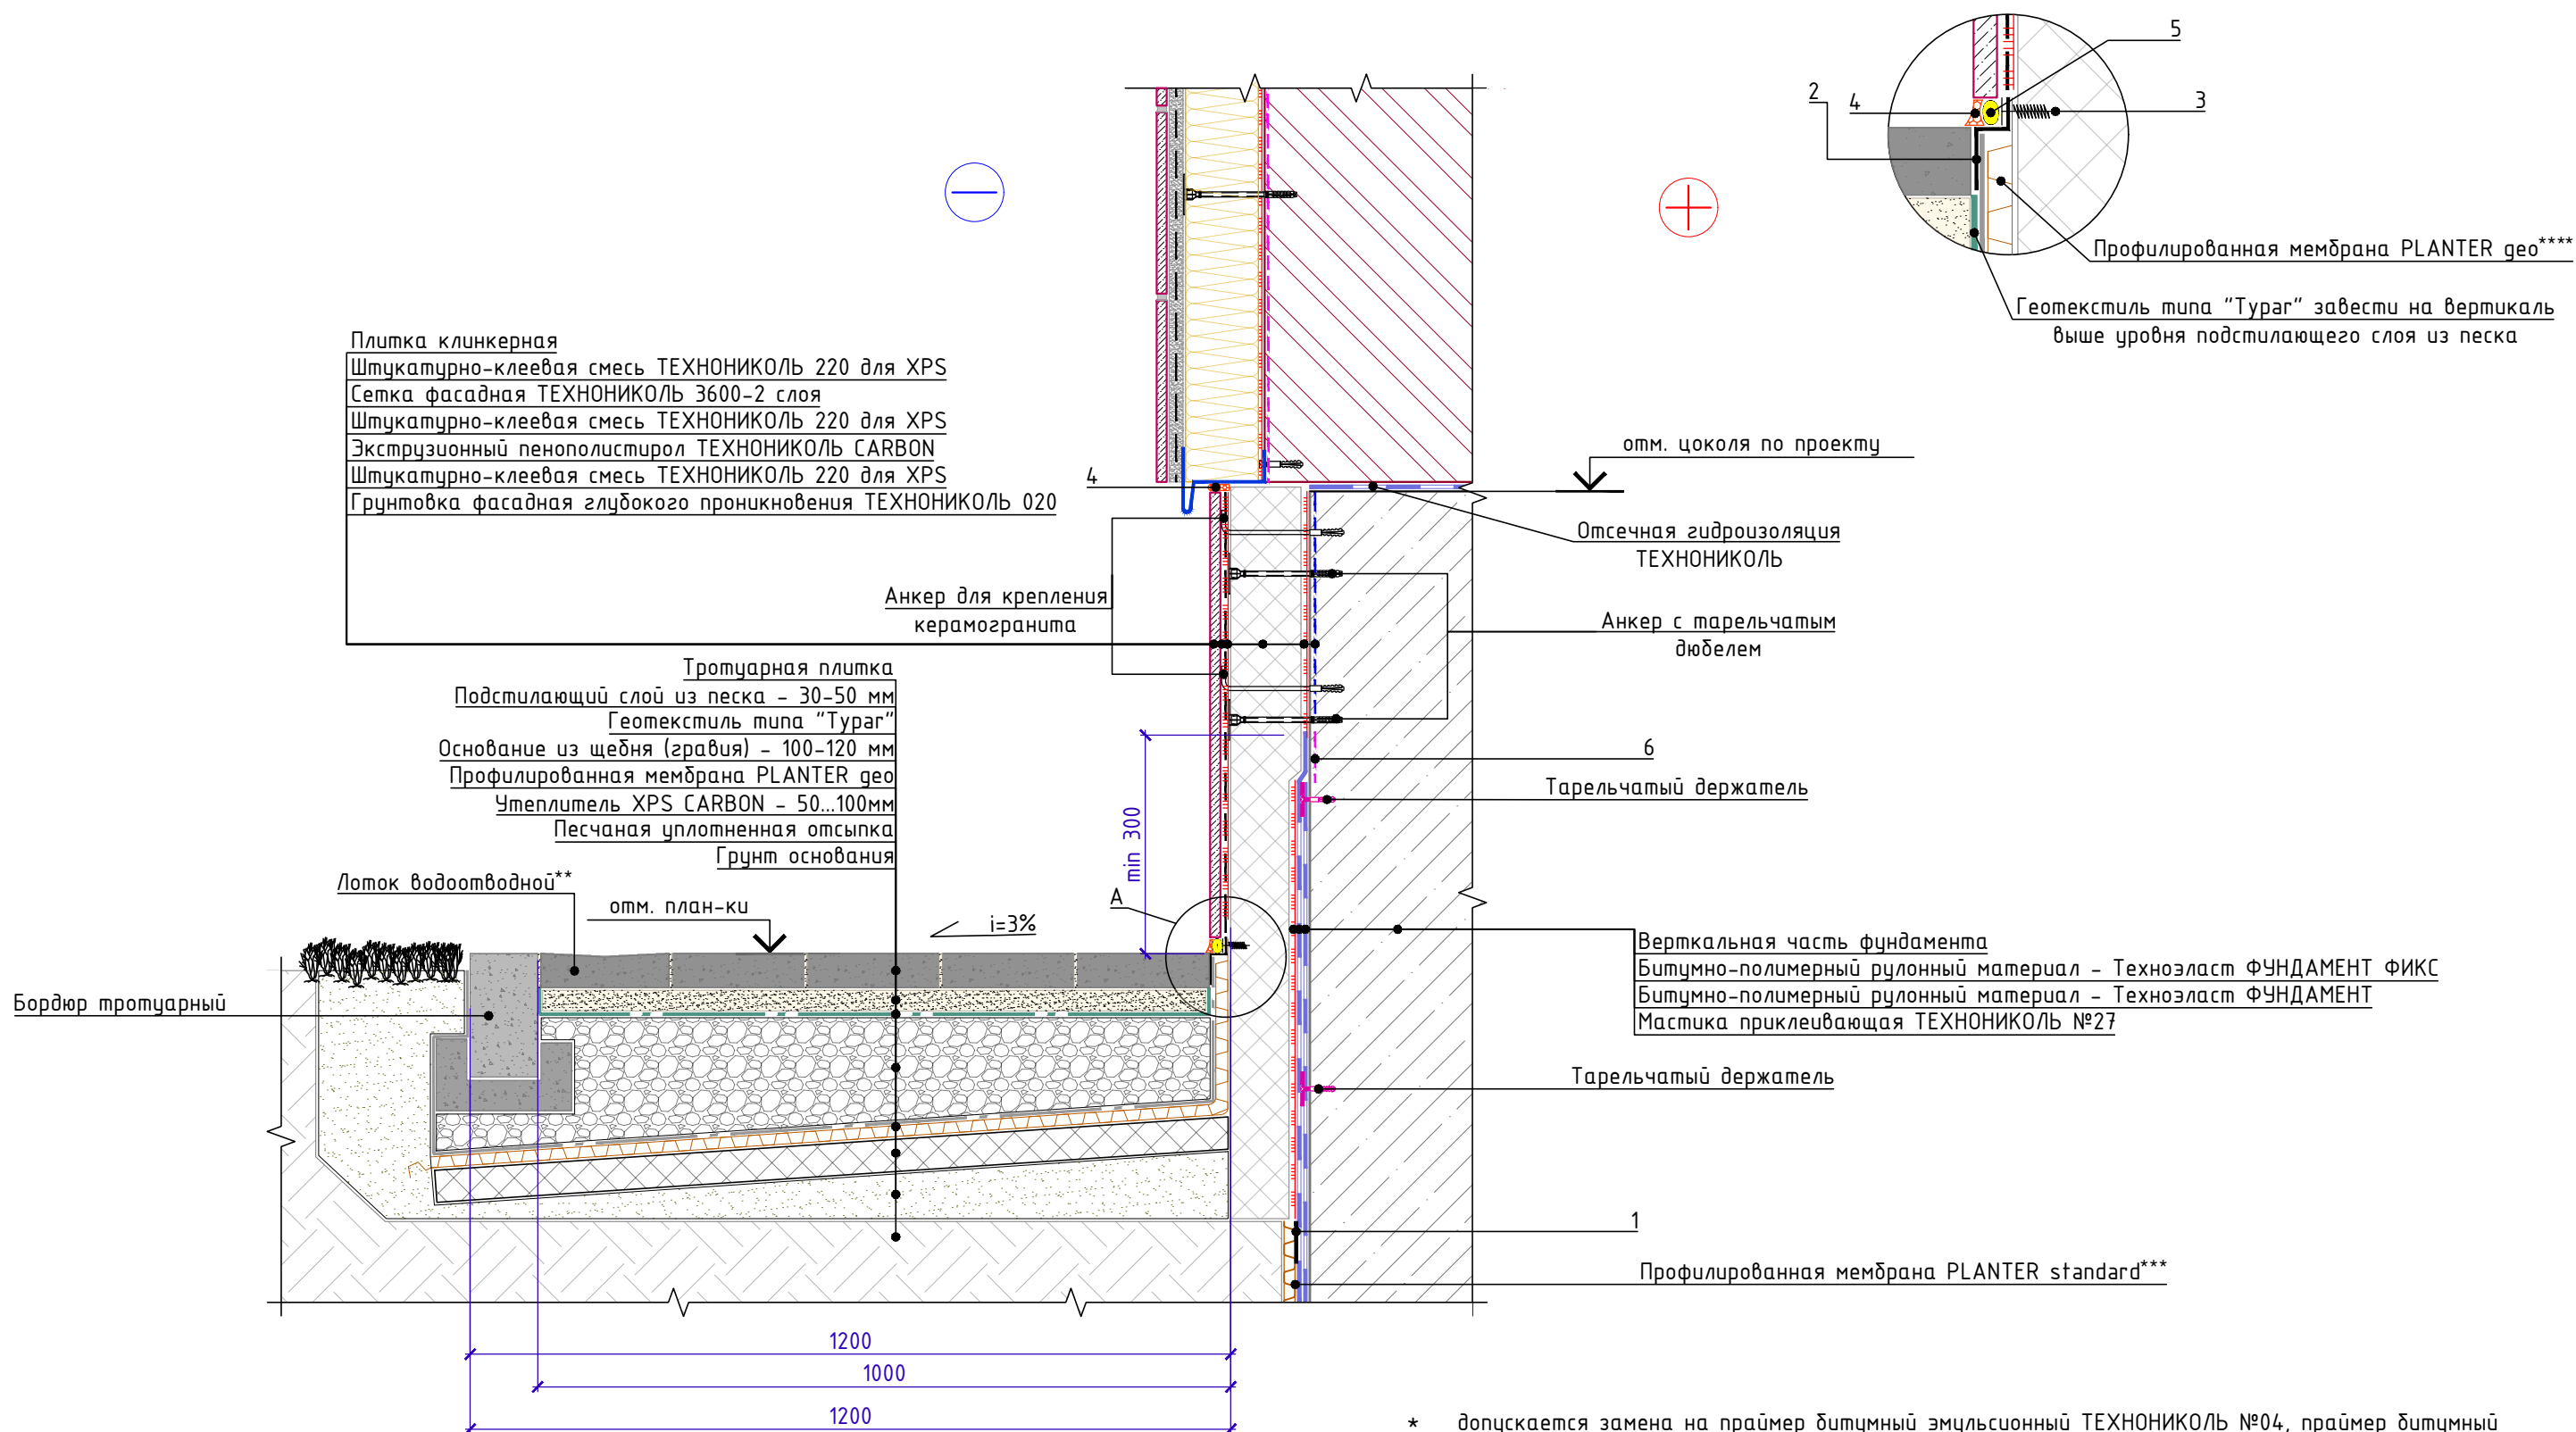 5
2
4
3
Профилированная мембрана PLANTER geo****
Геотекстиль типа "Typar" завести на вертикаль
выше уровня подстилающего слоя из песка
Плитка клинкерная
Штукатурно-клеевая смесь ТЕХНОНИКОЛЬ 220 для XPS
Сетка фасадная ТЕХНОНИКОЛЬ 3600-2 слоя
Штукатурно-клеевая смесь ТЕХНОНИКОЛЬ 220 для XPS
Экструзионный пенополистирол ТЕХНОНИКОЛЬ CARBON
Штукатурно-клеевая смесь ТЕХНОНИКОЛЬ 220 для XPS
Грунтовка фасадная глубокого проникновения ТЕХНОНИКОЛЬ 020
4
отм. цоколя по проекту
Отсечная гидроизоляция
ТЕХНОНИКОЛЬ
Анкер для крепления
керамогранита
Анкер с тарельчатым
дюбелем
Тротуарная плитка
Подстилающий слой из песка - 30-50 мм
Геотекстиль типа "Typar"
Основание из щебня (гравия) - 100-120 мм
Профилированная мембрана PLANTER geo
Утеплитель XPS CARBON - 50...100мм
Песчаная уплотненная отсыпка
Грунт основания
6
Тарельчатый держатель
min 300
Лоток водоотводной**
отм. план-ки
i=3%
А
Бордюр тротуарный
Верткальная часть фундамента
Битумно-полимерный рулонный материал - Техноэласт ФУНДАМЕНТ ФИКС
Битумно-полимерный рулонный материал - Техноэласт ФУНДАМЕНТ
Мастика приклеивающая ТЕХНОНИКОЛЬ №27
Тарельчатый держатель
1
Профилированная мембрана PLANTER standard***
1200
1000
1200
* допускается замена на праймер битумный эмульсионный ТЕХНОНИКОЛЬ №04, праймер битумный